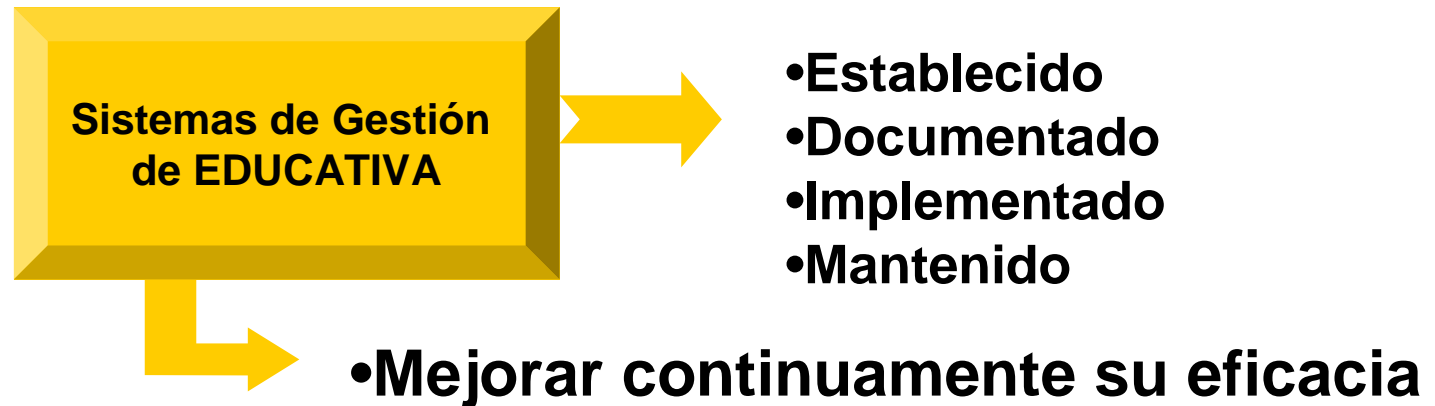 Sistemas de Gestión
de EDUCATIVA
•Establecido
•Documentado
•Implementado
•Mantenido
•Mejorar continuamente su eficacia